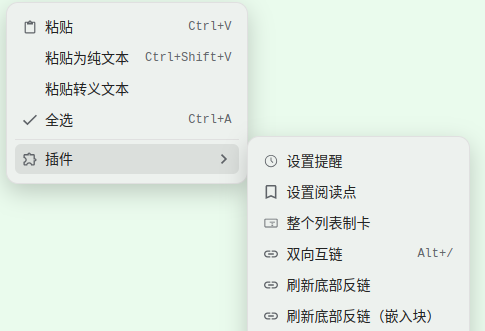 粘贴 Ctrl+V
粘贴为纯文本 Ctrl+Shift+V
粘贴转义文本
全选 Ctrl+A
插件
设置提醒
设置阅读点
整个列表制卡
双向互链 Alt+/
刷新底部反链
刷新底部反链（嵌入块）